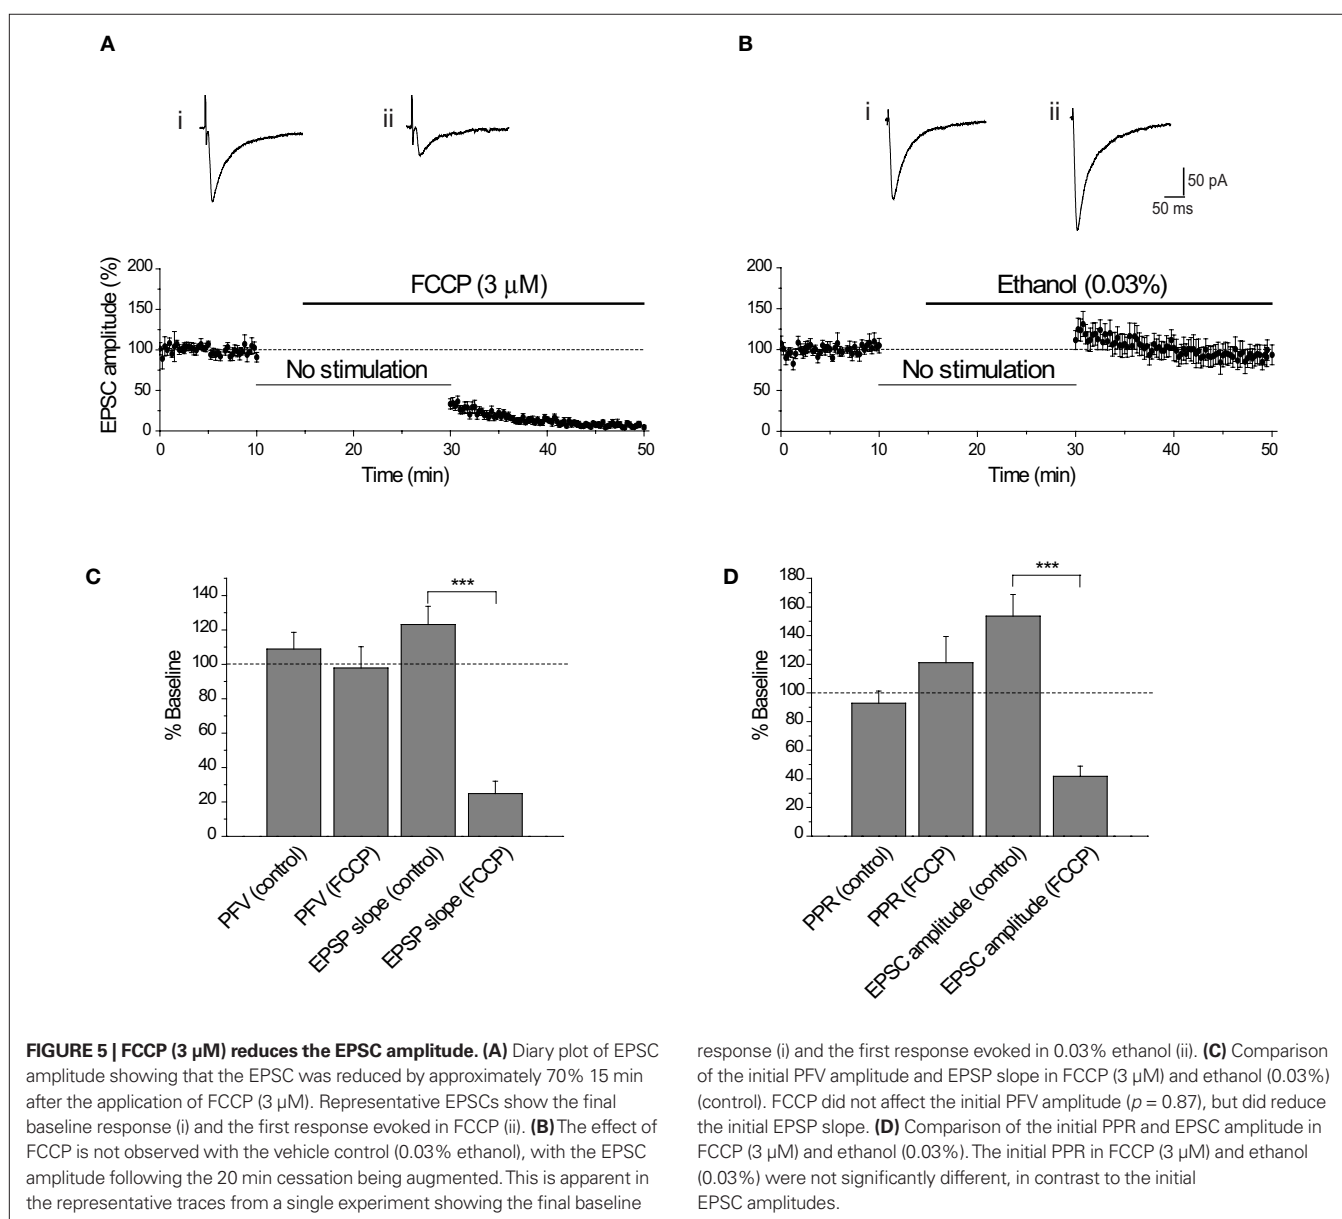 A
i
ii
EPSC amplitude (%)
200
150
100
50
0
FCCP (3 µM)
No stimulation
0
10
20
30
40
50
Time (min)
B
i
ii
50 pA
50 ms
200
150
100
50
0
Ethanol (0.03%)
No stimulation
0
10
20
30
40
50
Time (min)
C
% Baseline
140
120
100
80
60
40
20
0
***
PFV (control)
PFV (FCCP)
EPSP slope (control)
EPSP slope (FCCP)
D
% Baseline
180
160
140
120
100
80
60
40
20
0
***
PPR (control)
PPR (FCCP)
EPSC amplitude (control)
EPSC amplitude (FCCP)
FIGURE 5 | FCCP (3 µM) reduces the EPSC amplitude. (A) Diary plot of EPSC
amplitude showing that the EPSC was reduced by approximately 70% 15 min
after the application of FCCP (3 µM). Representative EPSCs show the final
baseline response (i) and the first response evoked in FCCP (ii). (B) The effect of
FCCP is not observed with the vehicle control (0.03% ethanol), with the EPSC
amplitude following the 20 min cessation being augmented. This is apparent in
the representative traces from a single experiment showing the final baseline
response (i) and the first response evoked in 0.03% ethanol (ii). (C) Comparison
of the initial PFV amplitude and EPSP slope in FCCP (3 µM) and ethanol (0.03%)
(control). FCCP did not affect the initial PFV amplitude (p = 0.87), but did reduce
the initial EPSP slope. (D) Comparison of the initial PPR and EPSC amplitude in
FCCP (3 µM) and ethanol (0.03%). The initial PPR in FCCP (3 µM) and ethanol
(0.03%) were not significantly different, in contrast to the initial
EPSC amplitudes.